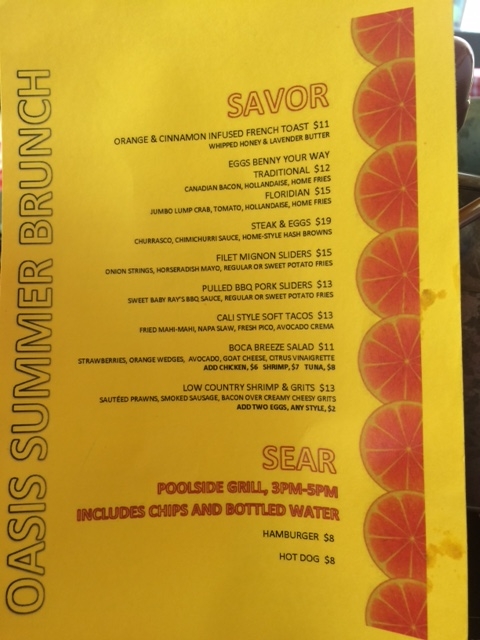 OASIS SUMMER BRUNCH
SAVOR
ORANGE & CINNAMON INFUSED FRENCH TOAST $11
WHIPPED HONEY & LAVENDER BUTTER
EGGS BENNY YOUR WAY
TRADITIONAL $12
CANADIAN BACON, HOLLANDAISE, HOME FRIES
FLORIDIAN $15
JUMBO LUMP CRAB, TOMATO, HOLLANDAISE, HOME FRIES
STEAK & EGGS $19
CHURRASCO, CHIMICHURRI SAUCE, HOME-STYLE HASH BROWNS
FILET MIGNON SLIDERS $15
ONION STRINGS, HORSERADISH MAYO, REGULAR OR SWEET POTATO FRIES
PULLED BBQ PORK SLIDERS $13
SWEET BABY RAY'S BBQ SAUCE, REGULAR OR SWEET POTATO FRIES
CALI STYLE SOFT TACOS $13
FRIED MAHI-MAHI, NAPA SLAW, FRESH PICO, AVOCADO CREMA
BOCA BREEZE SALAD $11
STRAWBERRIES, ORANGE WEDGES, AVOCADO, GOAT CHEESE, CITRUS VINAIGRETTE
ADD CHICKEN, $6 SHRIMP, $7 TUNA, $8
LOW COUNTRY SHRIMP & GRITS $13
SAUTÉED PRAWNS, SMOKED SAUSAGE, BACON OVER CREAMY CHEESY GRITS
ADD TWO EGGS, ANY STYLE, $2
SEAR
POOLSIDE GRILL, 3PM-5PM
INCLUDES CHIPS AND BOTTLED WATER
HAMBURGER $8
HOT DOG $8